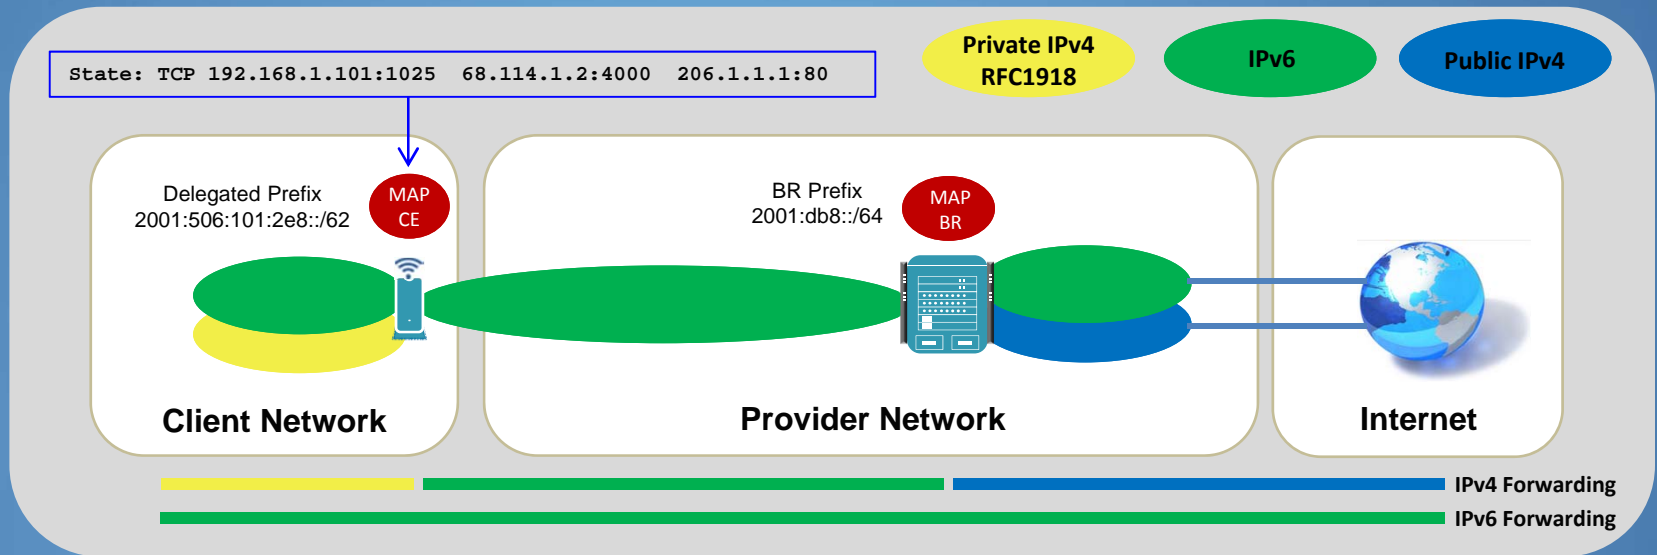 State: TCP 192.168.1.101:1025 68.114.1.2:4000 206.1.1.1:80
Private IPv4
RFC1918
IPv6
Public IPv4
Delegated Prefix
2001:506:101:2e8::/62
MAP
CE
BR Prefix
2001:db8::/64
MAP
BR
Client Network
Provider Network
Internet
IPv4 Forwarding
IPv6 Forwarding